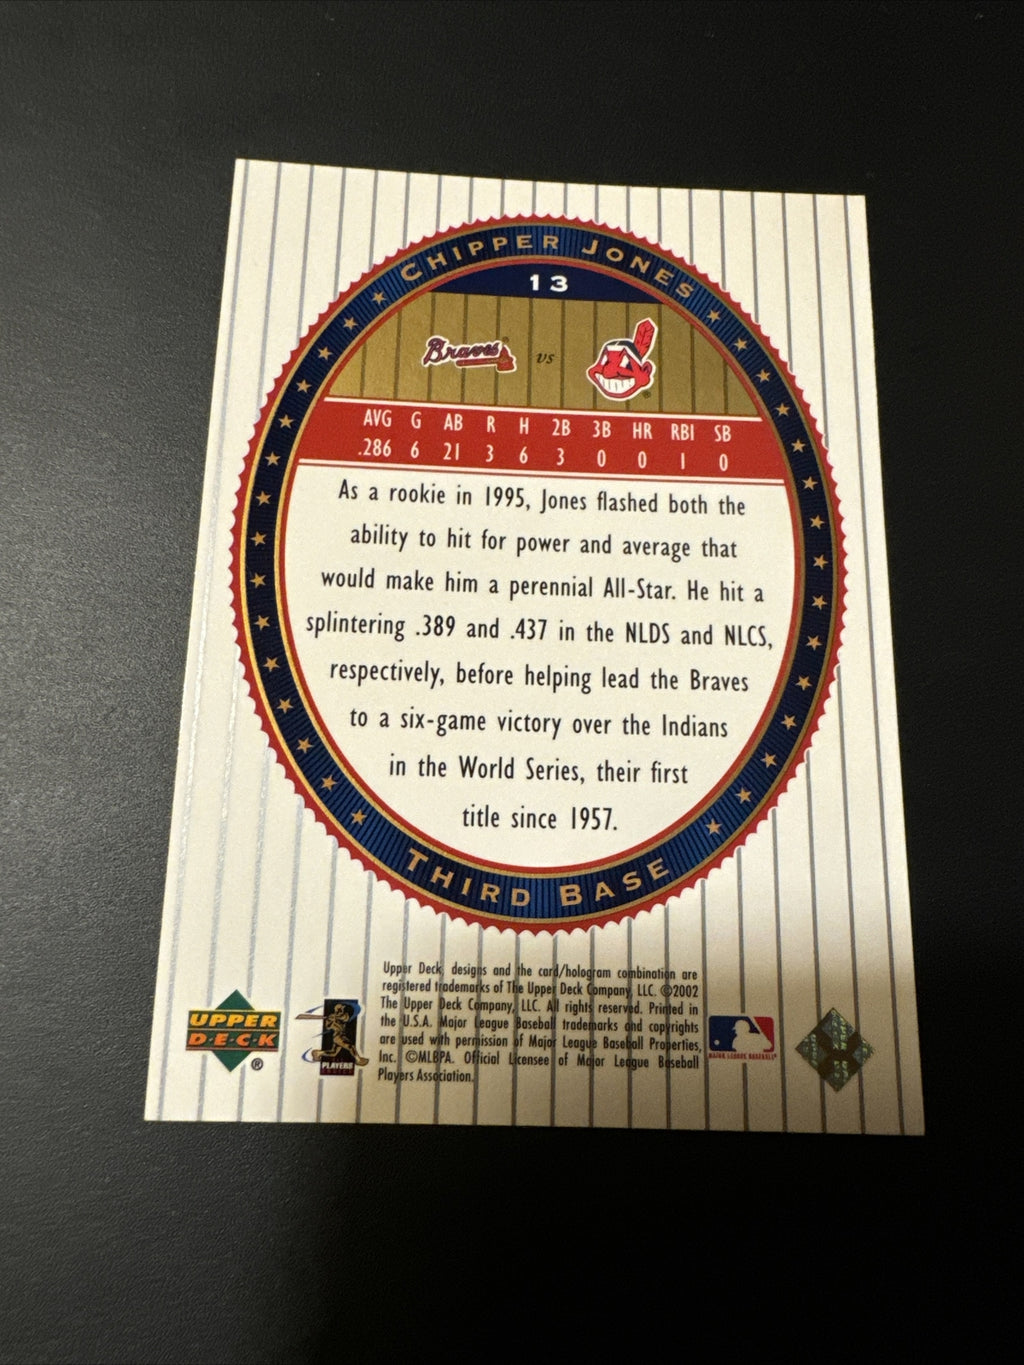 CHIPPER JONES
13
Braves vs
AVG G AB R H 2B 3B HR RBI SB
.286 6 21 3 6 3 0 0 1 0
As a rookie in 1995, Jones flashed both the
ability to hit for power and average that
would make him a perennial All-Star. He hit a
splintering .389 and .437 in the NLDS and NLCS,
respectively, before helping lead the Braves
to a six-game victory over the Indians
in the World Series, their first
title since 1957.
THIRD BASE
Upper Deck, designs and the card/hologram combination are
registered trademarks of The Upper Deck Company, LLC. ©2002
The Upper Deck Company, LLC. All rights reserved. Printed in
the U.S.A. Major League Baseball trademarks and copyrights
are used with permission of Major League Baseball Properties,
Inc. ©MLBPA. Official Licensee of Major League Baseball
Players Association.
UPPER
DECK
®
PLAYERS
CHOICE
MAJOR LEAGUE BASEBALL